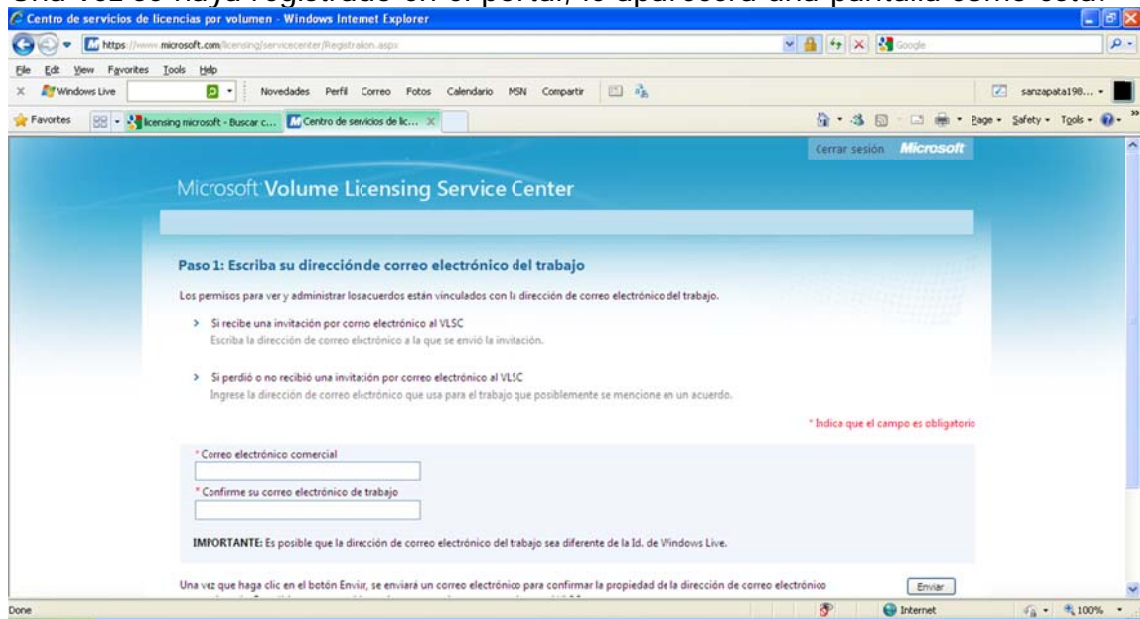 Una vez se haya registrado en el portal, le aparecerá una pantalla como esta:
Centro de servicios de licencias por volumen - Windows Internet Explorer
https://www.microsoft.com/licensing/servicecenter/Registraion.aspx
Google
File Edit View Favorites Tools Help
Windows Live Novedades Perfil Correo Fotos Calendario MSN Compartir sanzapata198...
Favorites licensing microsoft - Buscar c... Centro de servicios de lic... Page Safety Tools
Cerrar sesión Microsoft
Microsoft Volume Licensing Service Center
Paso 1: Escriba su dirección de correo electrónico del trabajo
Los permisos para ver y administrar los acuerdos están vinculados con la dirección de correo electrónico del trabajo.
> Si recibe una invitación por correo electrónico al VLSC
Escriba la dirección de correo electrónico a la que se envió la invitación.
> Si perdió o no recibió una invitación por correo electrónico al VLSC
Ingrese la dirección de correo electrónico que usa para el trabajo que posiblemente se mencione en un acuerdo.
* Indica que el campo es obligatorio
* Correo electrónico comercial
* Confirme su correo electrónico de trabajo
IMPORTANTE: Es posible que la dirección de correo electrónico del trabajo sea diferente de la Id. de Windows Live.
Una vez que haga clic en el botón Enviar, se enviará un correo electrónico para confirmar la propiedad de la dirección de correo electrónico
Enviar
Done Internet 100%